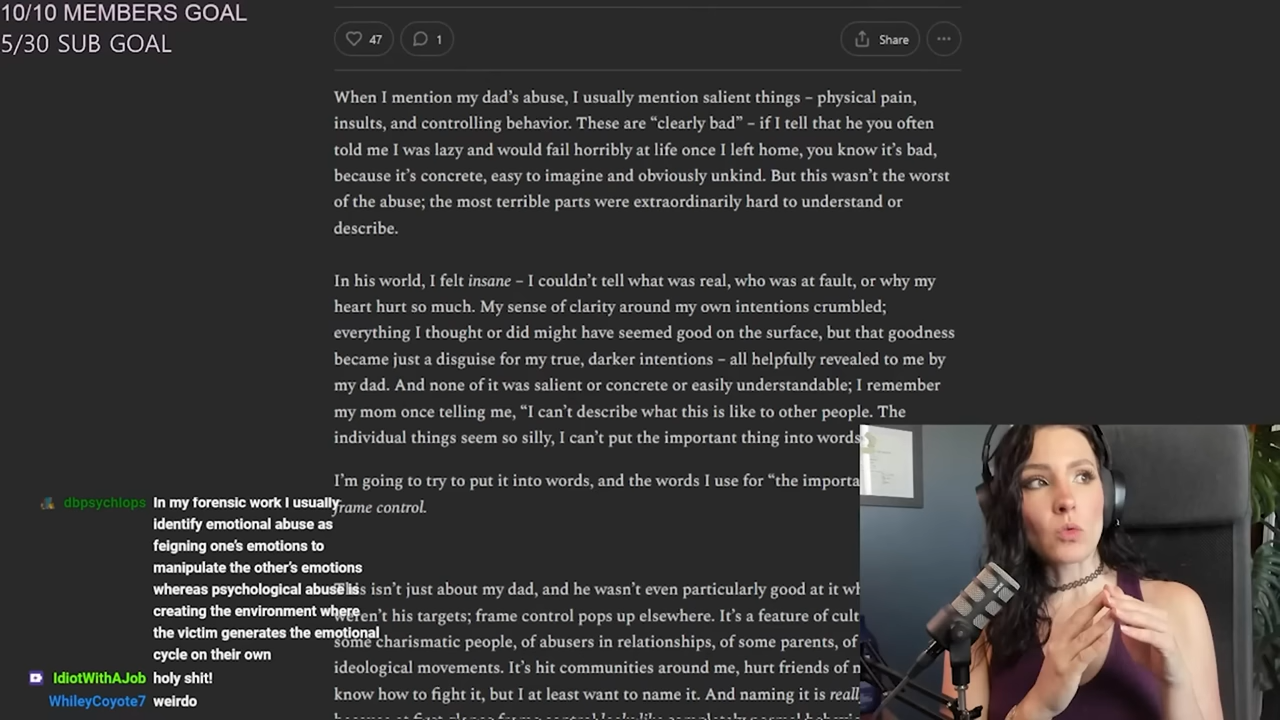 10/10 MEMBERS GOAL
5/30 SUB GOAL
47
1
Share
When I mention my dad’s abuse, I usually mention salient things – physical pain,
insults, and controlling behavior. These are “clearly bad” – if I tell that he you often
told me I was lazy and would fail horribly at life once I left home, you know it’s bad,
because it’s concrete, easy to imagine and obviously unkind. But this wasn’t the worst
of the abuse; the most terrible parts were extraordinarily hard to understand or
describe.
In his world, I felt insane – I couldn’t tell what was real, who was at fault, or why my
heart hurt so much. My sense of clarity around my own intentions crumbled;
everything I thought or did might have seemed good on the surface, but that goodness
became just a disguise for my true, darker intentions – all helpfully revealed to me by
my dad. And none of it was salient or concrete or easily understandable; I remember
my mom once telling me, “I can’t describe what this is like to other people. The
individual things seem so silly, I can’t put the important thing into words
I’m going to try to put it into words, and the words I use for “the importa
frame control.
This isn’t just about my dad, and he wasn’t even particularly good at it wh
weren’t his targets; frame control pops up elsewhere. It’s a feature of cult
some charismatic people, of abusers in relationships, of some parents, of
ideological movements. It’s hit communities around me, hurt friends of m
know how to fight it, but I at least want to name it. And naming it is really
dbpsychlops In my forensic work I usually
identify emotional abuse as
feigning one’s emotions to
manipulate the other’s emotions
whereas psychological abuse is
creating the environment where
the victim generates the emotional
cycle on their own
IdiotWithAJob holy shit!
WhileyCoyote7 weirdo